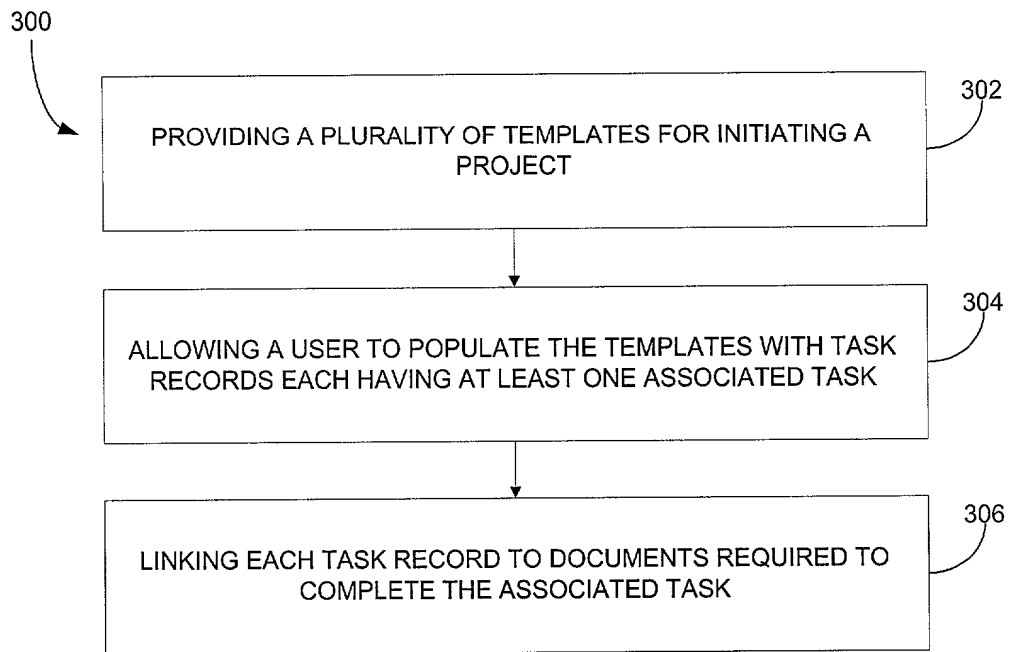 300
302
PROVIDING A PLURALITY OF TEMPLATES FOR INITIATING A
PROJECT
304
ALLOWING A USER TO POPULATE THE TEMPLATES WITH TASK
RECORDS EACH HAVING AT LEAST ONE ASSOCIATED TASK
306
LINKING EACH TASK RECORD TO DOCUMENTS REQUIRED TO
COMPLETE THE ASSOCIATED TASK